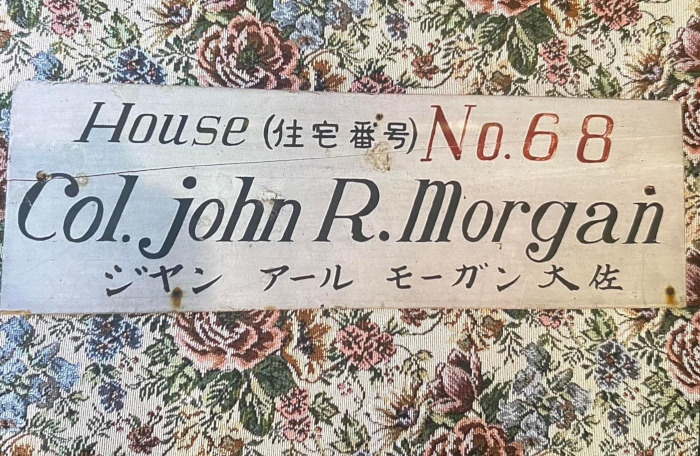 House (住宅番号) No.68
Col. john R. Morgan
ジヤン アール モーガン 大佐